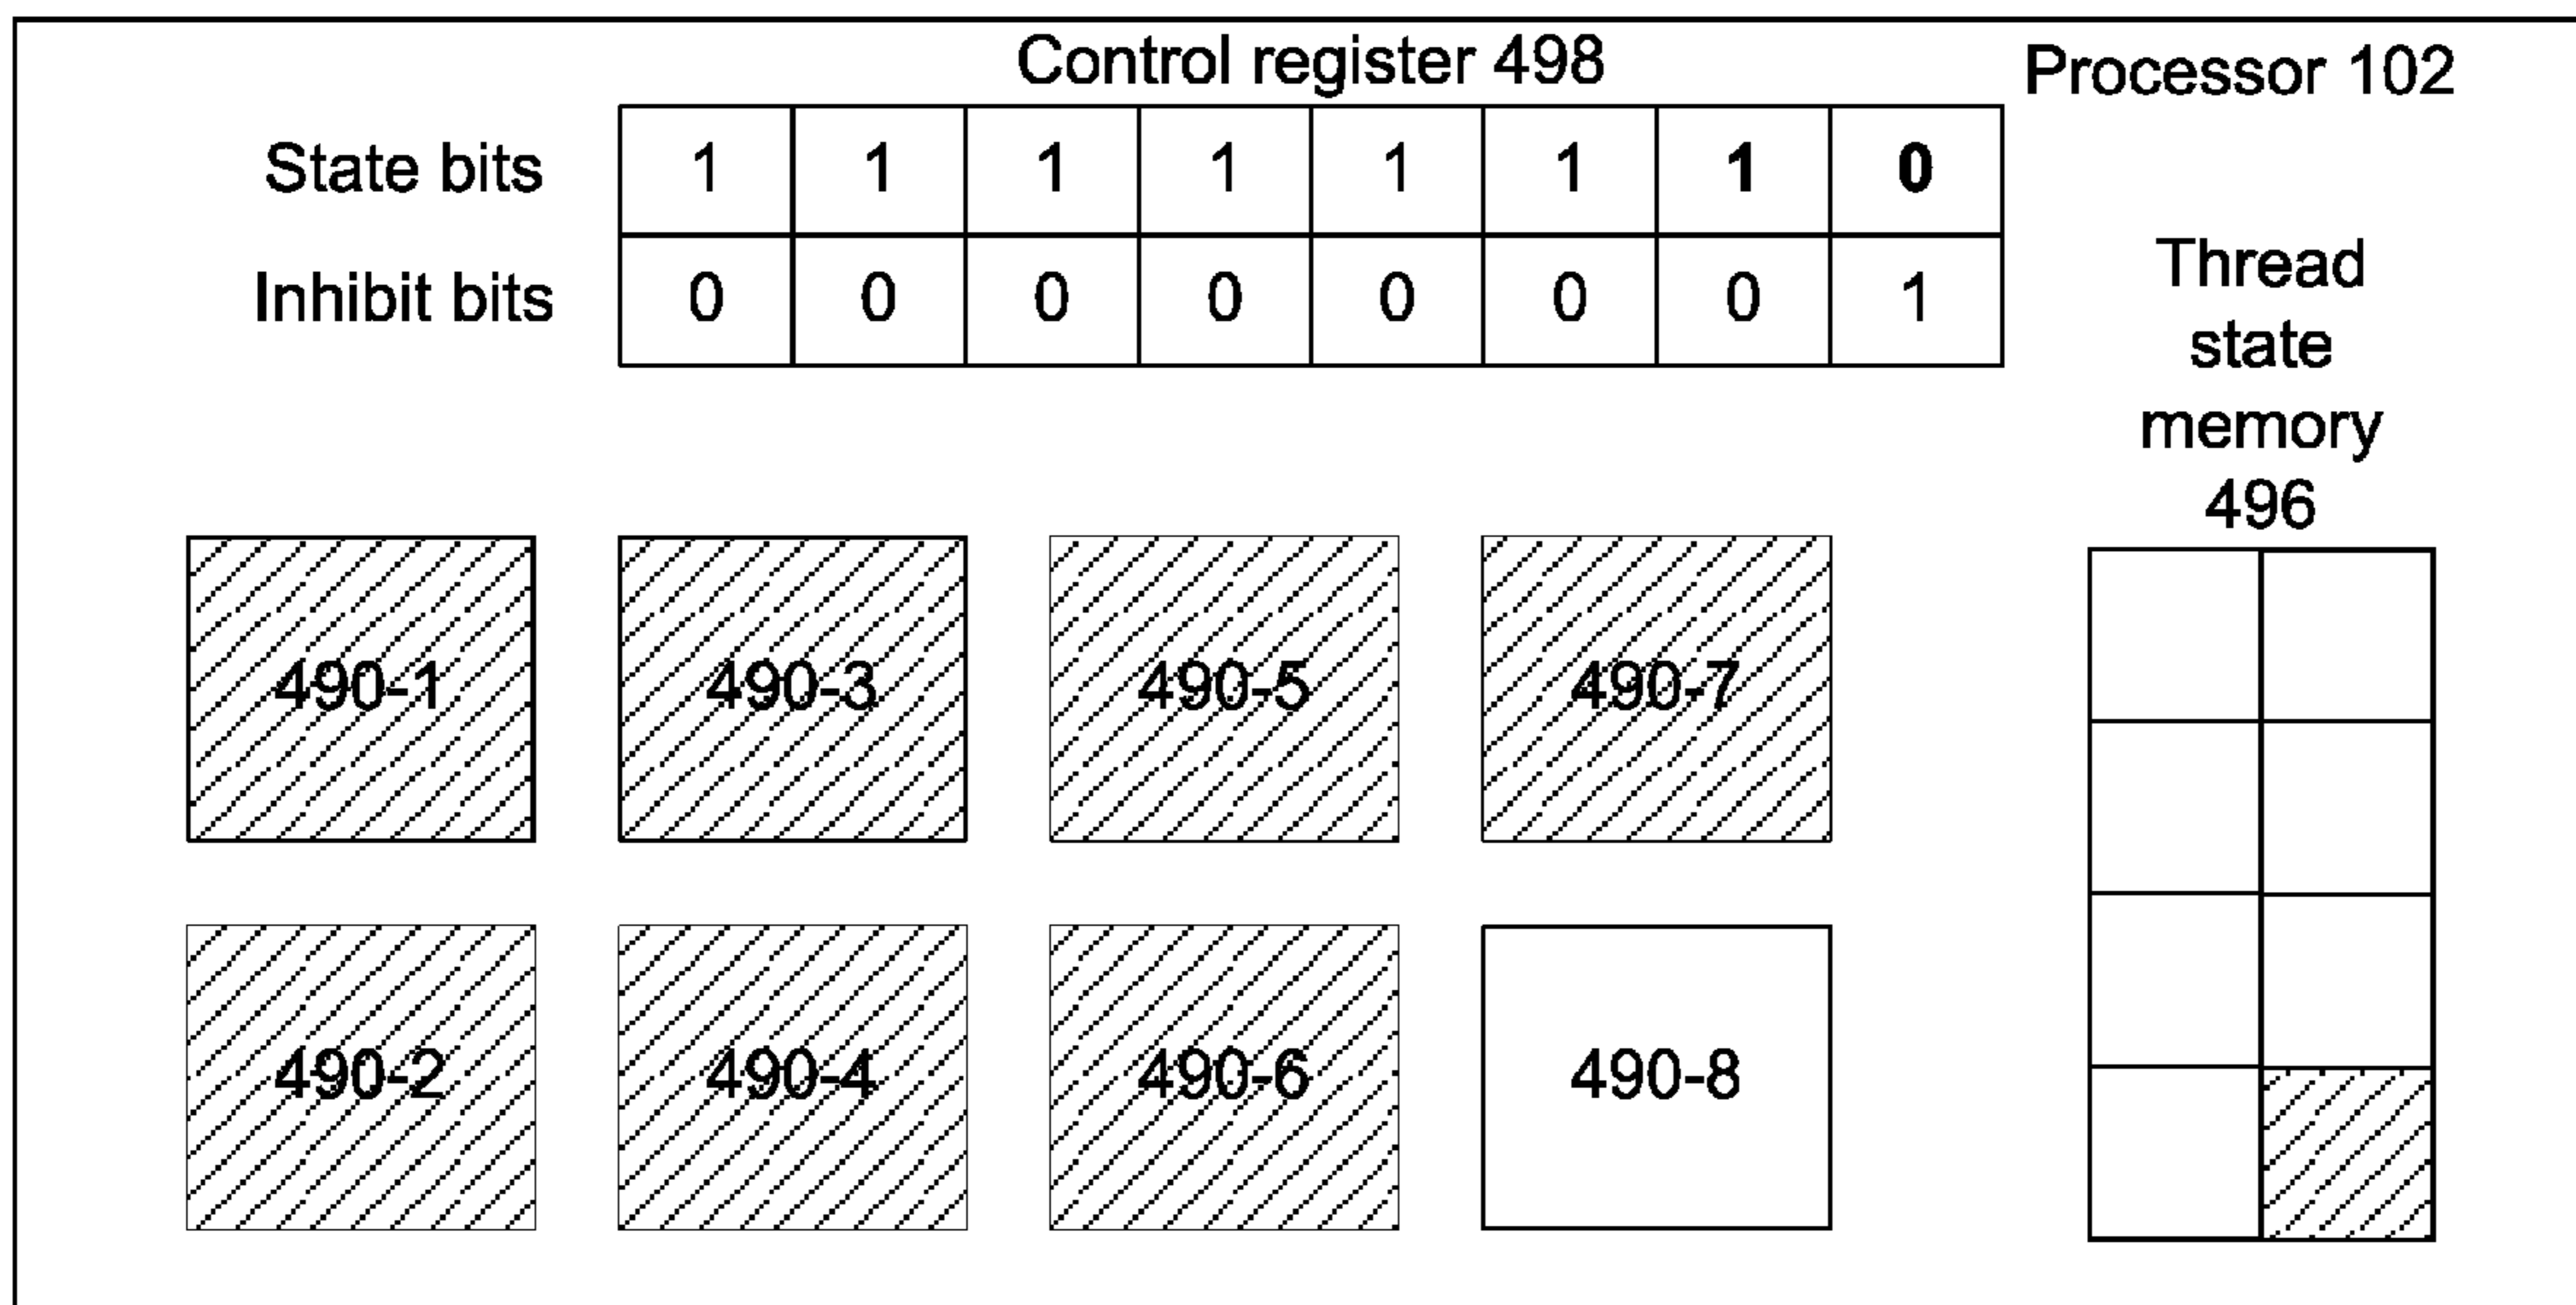 Control register 498
Processor 102
State bits 1 1 1 1 1 1 1 0
Inhibit bits 0 0 0 0 0 0 0 1
Thread
state
memory
496
490-1 490-3 490-5 490-7
490-2 490-4 490-6 490-8